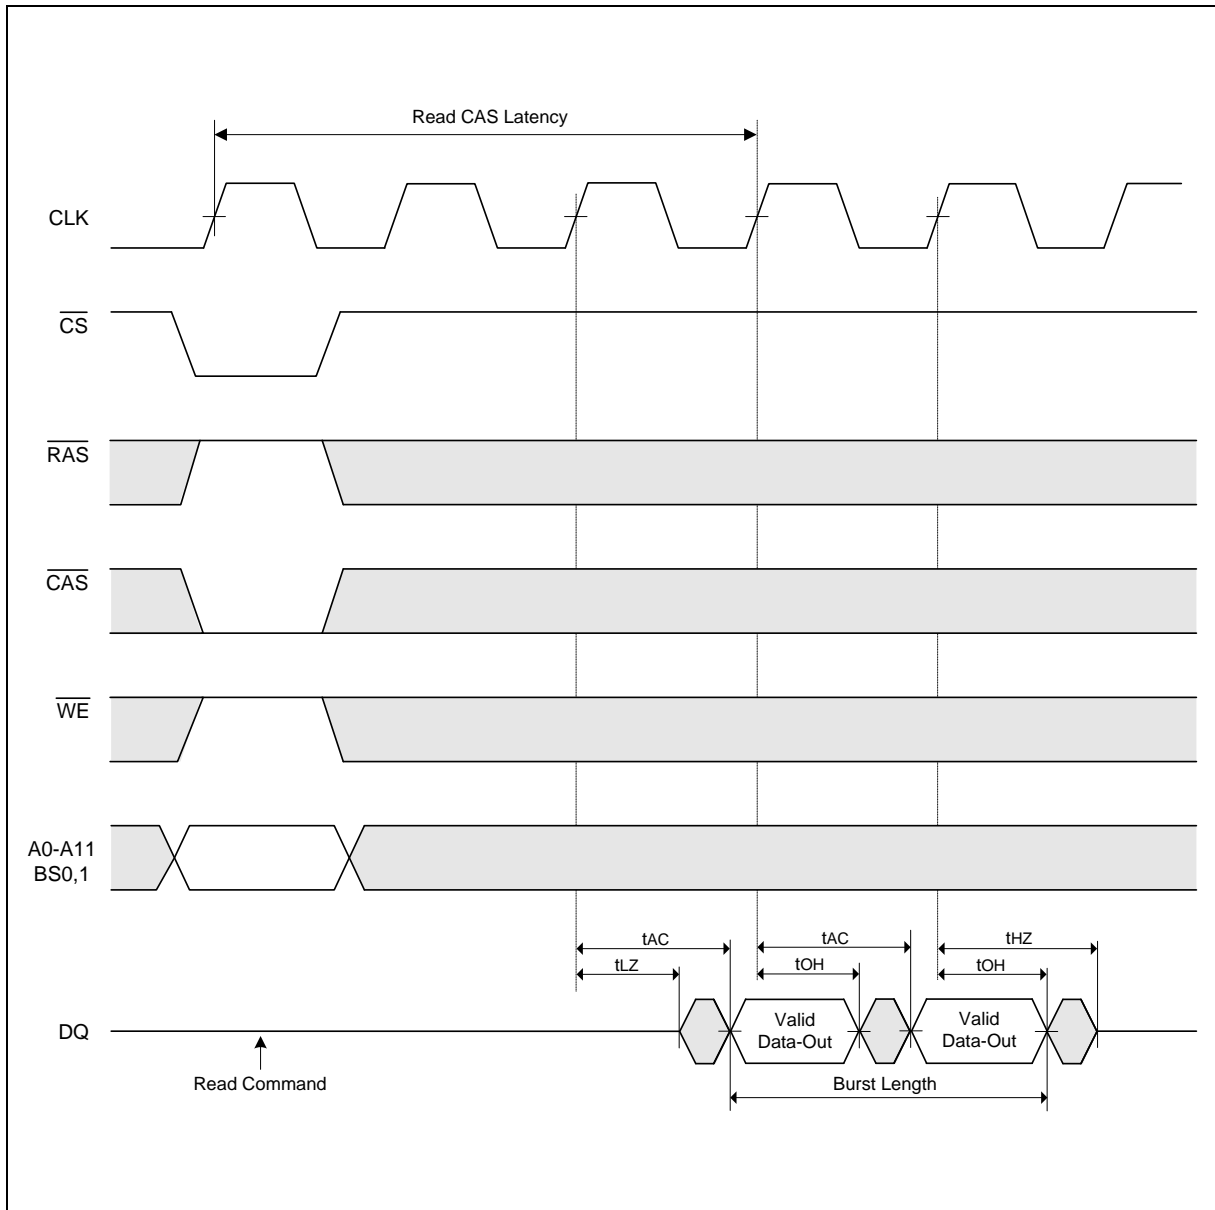 Read CAS Latency
CLK
CS
RAS
CAS
WE
A0-A11
BS0,1
tAC
tAC
tHZ
tLZ
tOH
tOH
DQ
Valid
Data-Out
Valid
Data-Out
Read Command
Burst Length